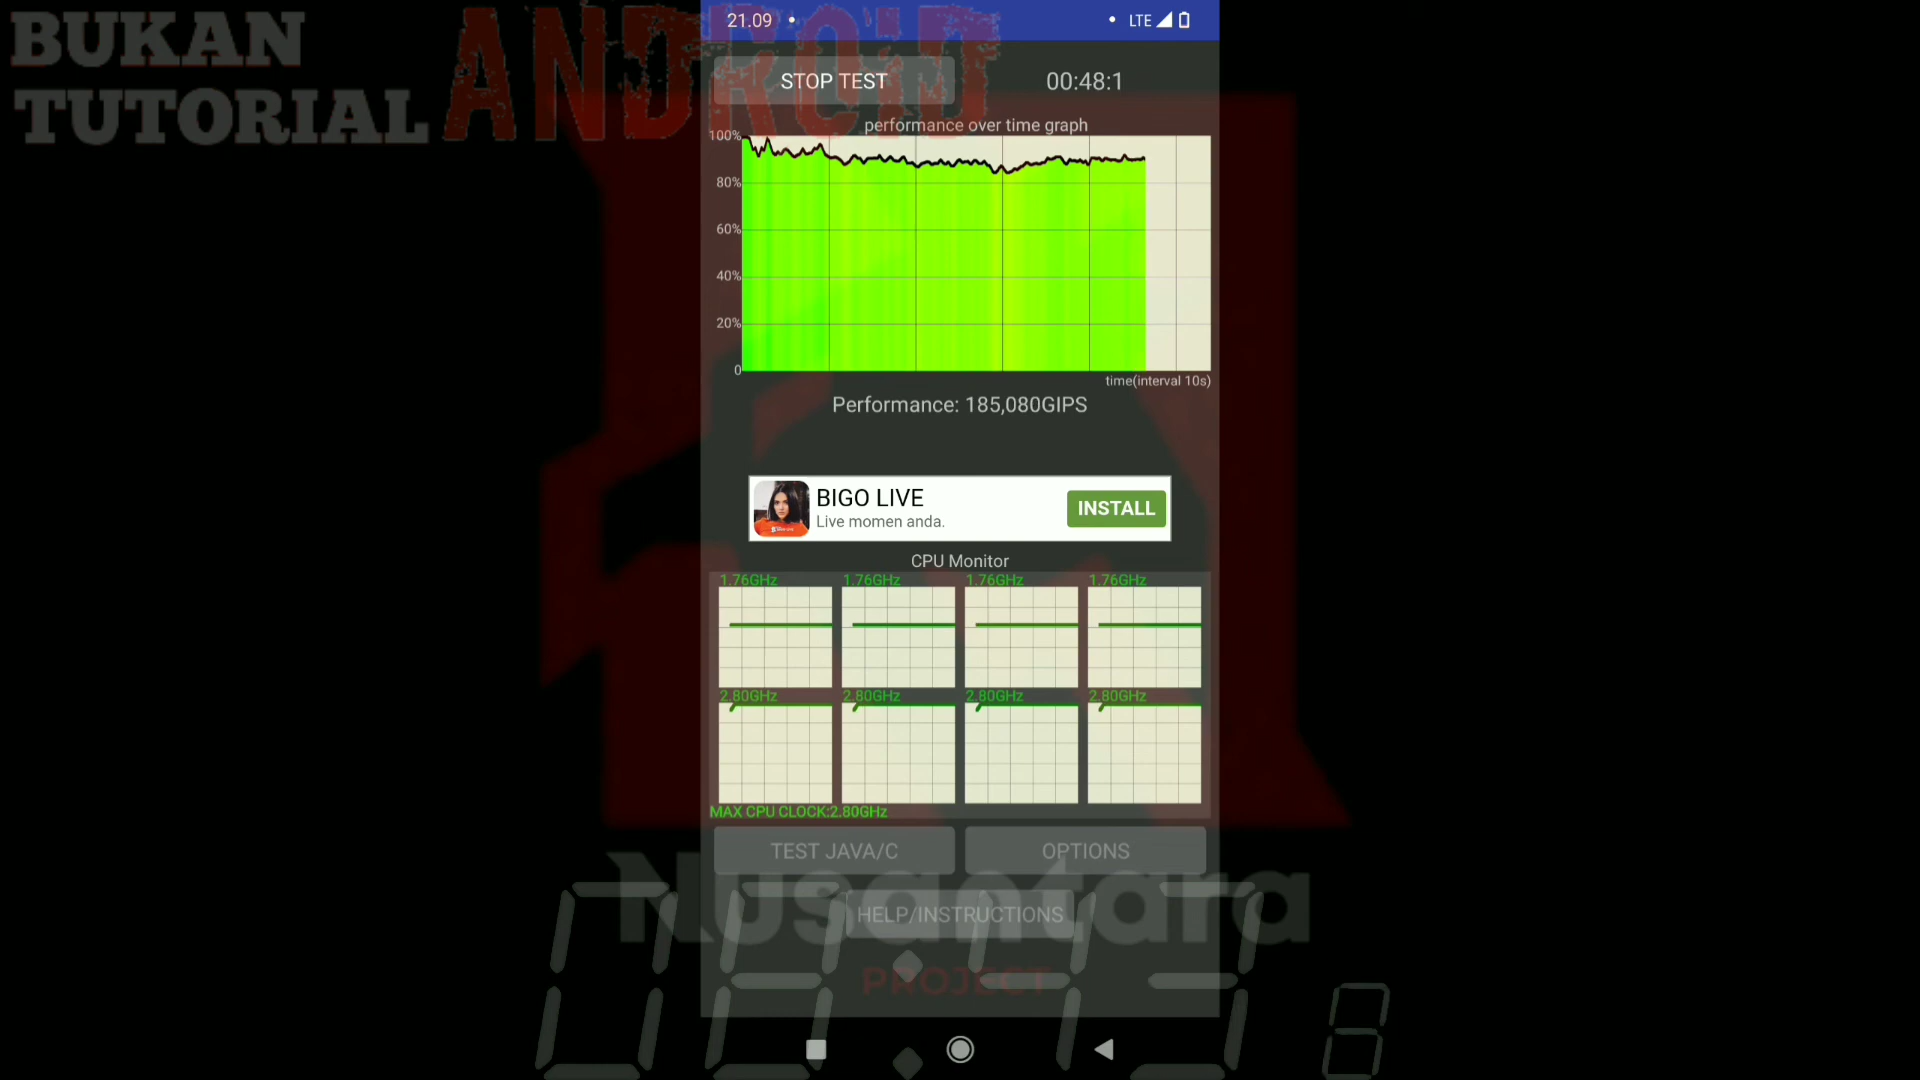 BUKAN
TUTORIAL
ANDROID
21.09
LTE
STOP TEST
00:48:1
performance over time graph
100%
80%
60%
40%
20%
0
time(interval 10s)
Performance: 185,080GIPS
BIGO LIVE
Live momen anda.
INSTALL
CPU Monitor
1.76GHz 1.76GHz 1.76GHz 1.76GHz
2.80GHz 2.80GHz 2.80GHz 2.80GHz
MAX CPU CLOCK:2.80GHz
TEST JAVA/C
OPTIONS
HELP/INSTRUCTIONS
Nusantara
PROJECT